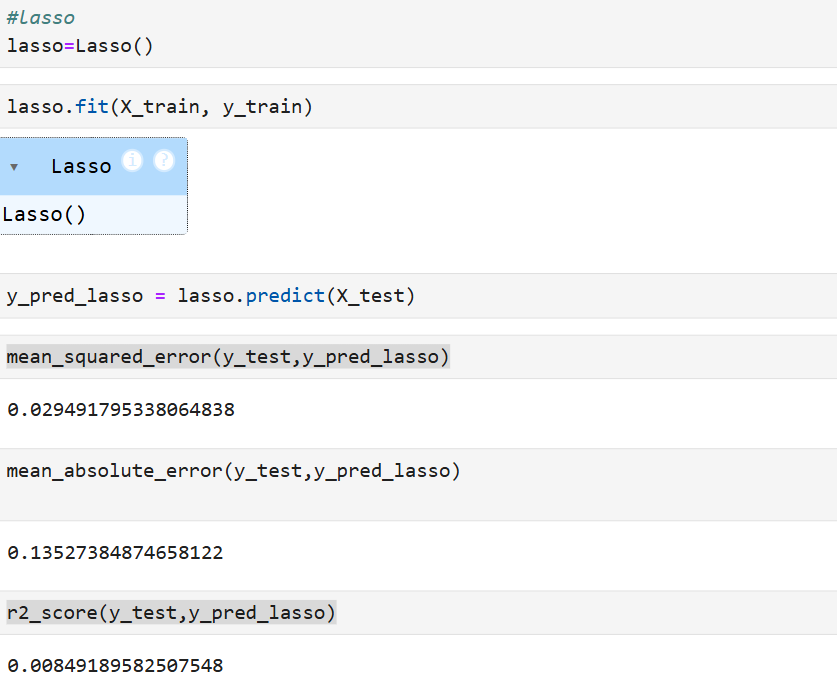 #lasso
lasso=Lasso()
lasso.fit(X_train, y_train)
▾ Lasso i ?
Lasso()
y_pred_lasso = lasso.predict(X_test)
mean_squared_error(y_test,y_pred_lasso)
0.029491795338064838
mean_absolute_error(y_test,y_pred_lasso)
0.13527384874658122
r2_score(y_test,y_pred_lasso)
0.00849189582507548